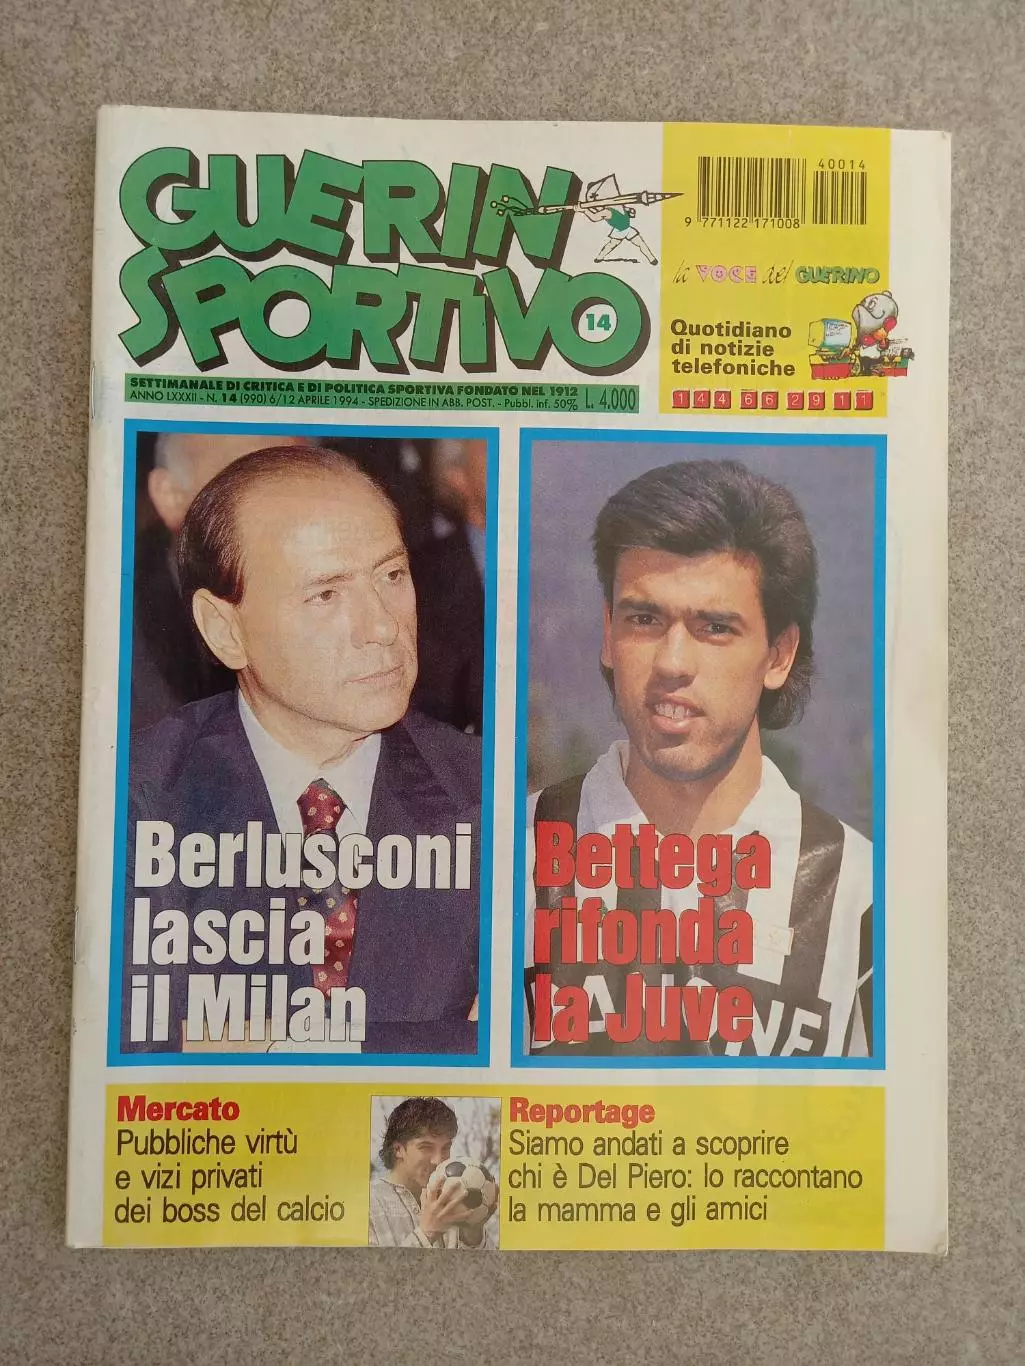 GUERIN
SPORTIVO
14
SETTIMANALE DI CRITICA E DI POLITICA SPORTIVA FONDATO NEL 1912
ANNO LXXXII - N. 14 (990) 6/12 APRILE 1994 - SPEDIZIONE IN ABB. POST. - Pubbl. inf. 50%
L. 4.000
40014
9 771122 171008
la VOCE del GUERINO
Quotidiano
di notizie
telefoniche
144 66 29 11
Berlusconi
lascia
il Milan
Bettega
rifonda
la Juve
DANONE
Mercato
Pubbliche virtù
e vizi privati
dei boss del calcio
Reportage
Siamo andati a scoprire
chi è Del Piero: lo raccontano
la mamma e gli amici